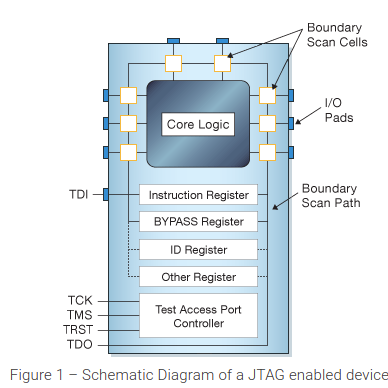 Boundary
Scan Cells
Core Logic
I/O
Pads
TDI
Instruction Register
Boundary
Scan Path
BYPASS Register
ID Register
Other Register
TCK
TMS
TRST
TDO
Test Access Port
Controller
Figure 1 – Schematic Diagram of a JTAG enabled device